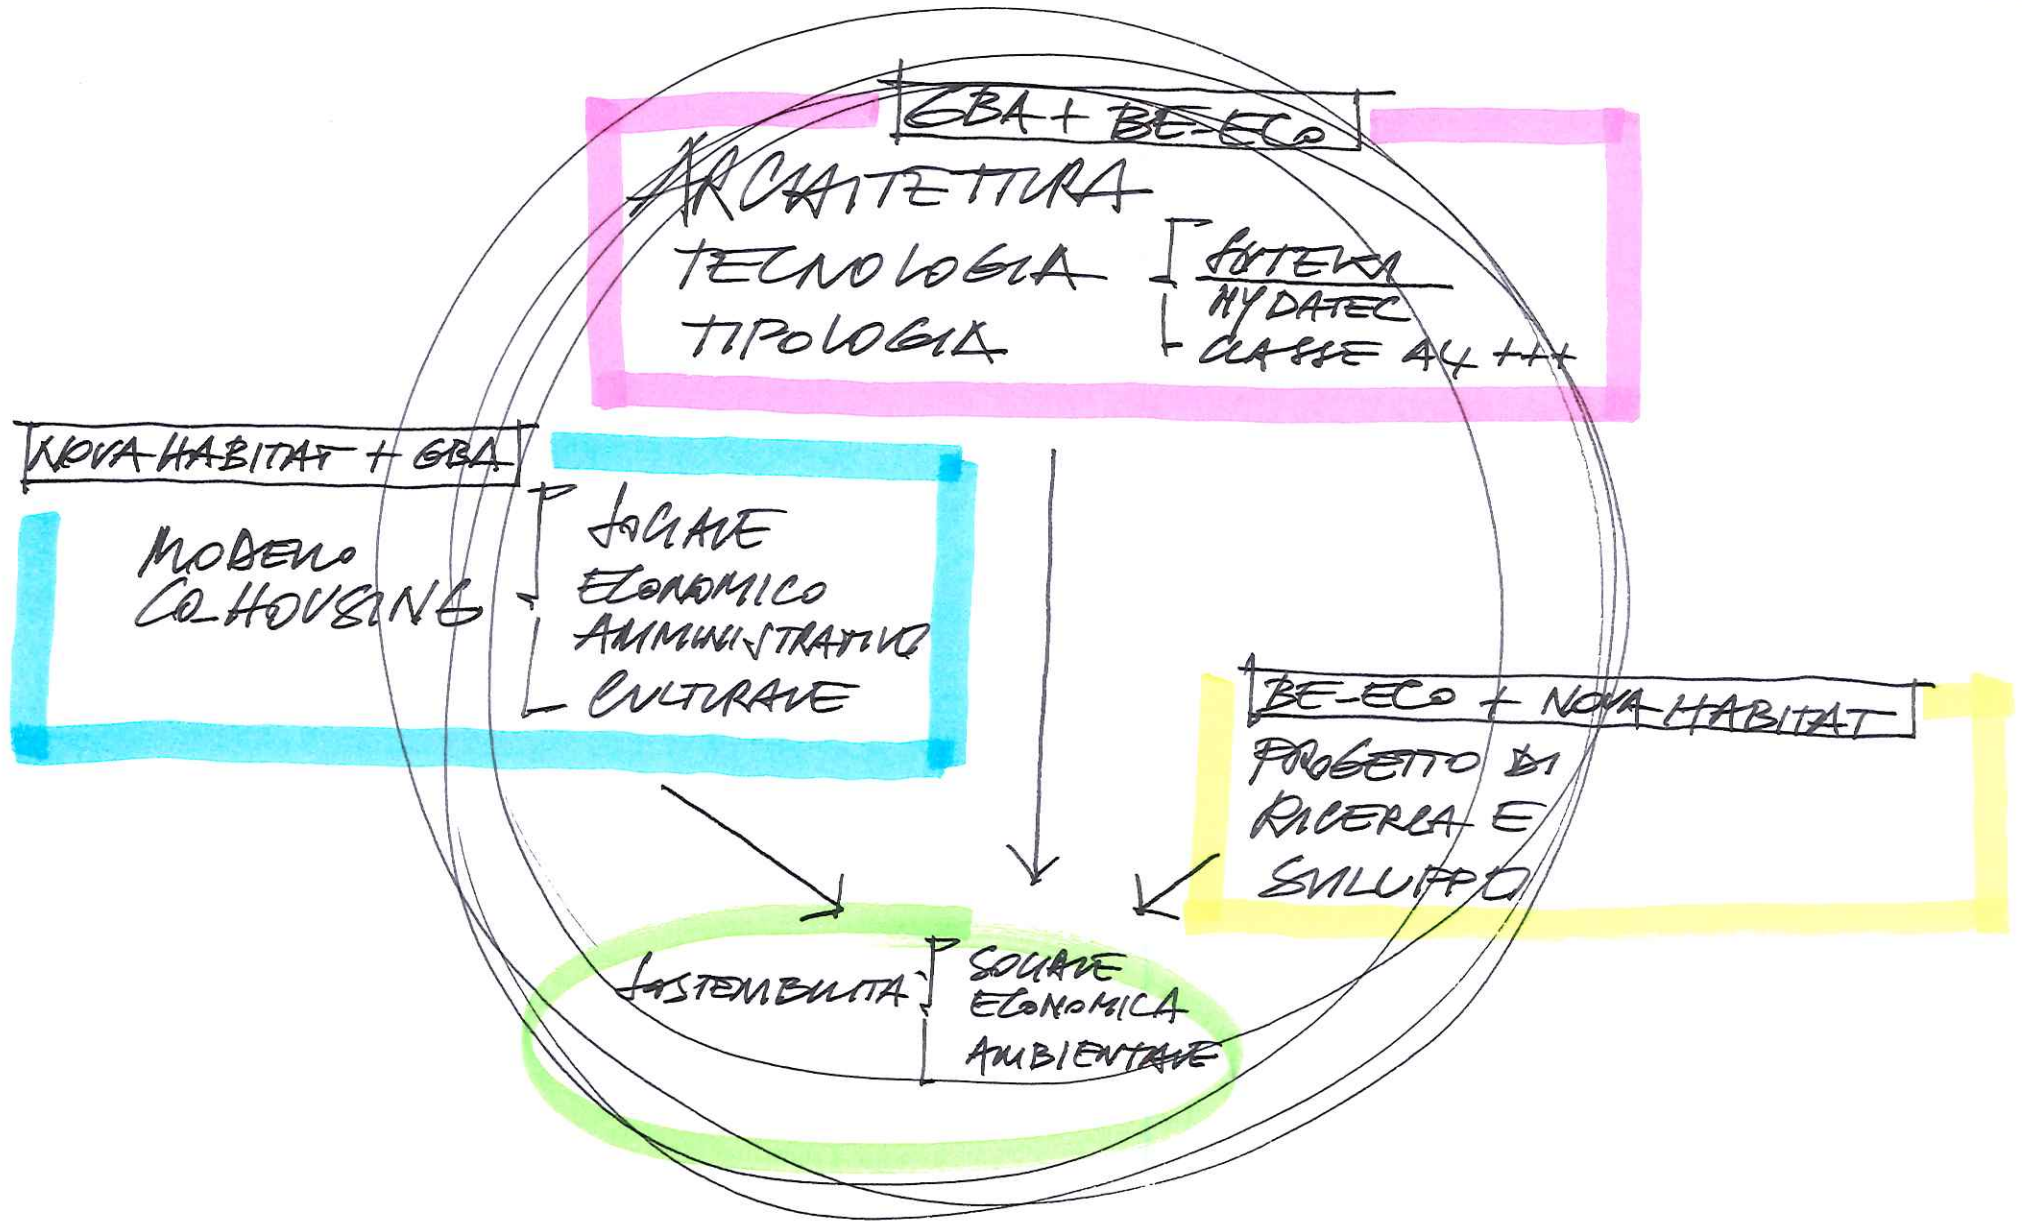 GBA + BE-ECO
ARCHITETTURA
TECNOLOGIA
TIPOLOGIA
SISTEMA
HYDATEC
CLASSE A4 +++
NOVA HABITAT + GBA
MODELLO
CO-HOUSING
SOCIALE
ECONOMICO
AMMINISTRATIVO
CULTURALE
BE-ECO + NOVA HABITAT
PROGETTO DI
RICERCA E
SVILUPPO
SOSTENIBILITA'
SOCIALE
ECONOMICA
AMBIENTALE